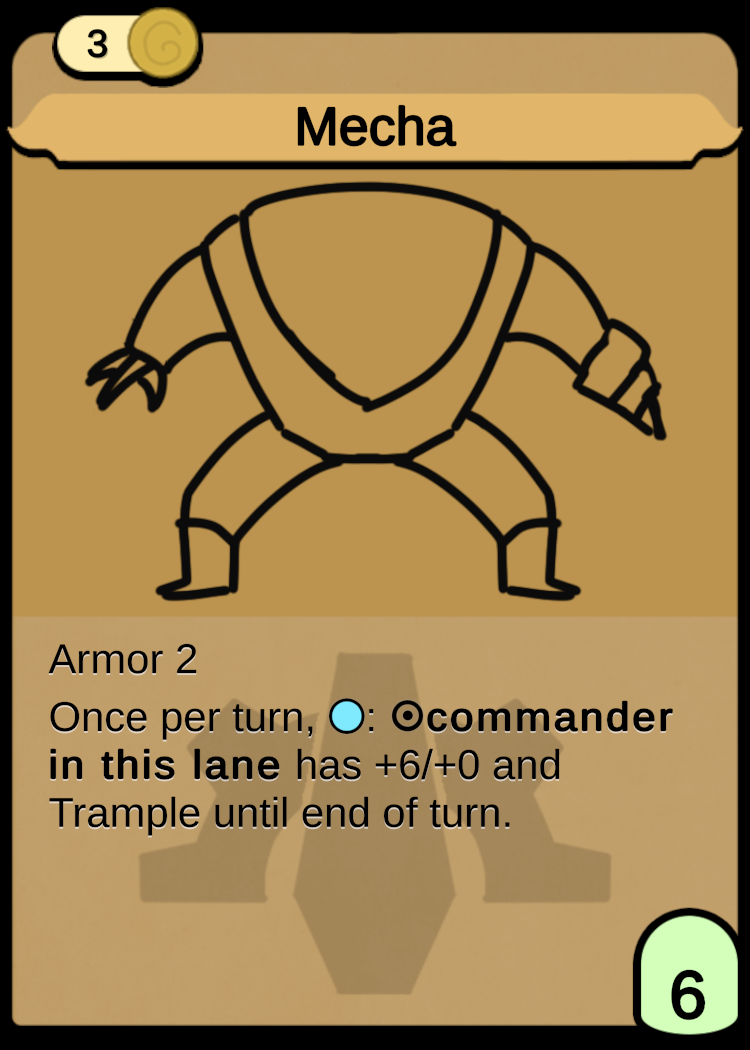 3
Mecha
Armor 2
Once per turn, : commander
in this lane has +6/+0 and
Trample until end of turn.
6